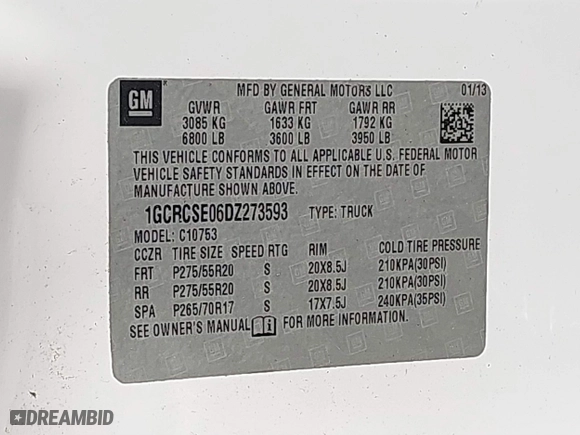 GM
MFD BY GENERAL MOTORS LLC 01/13
GVWR GAWR FRT GAWR RR
3085 KG 1633 KG 1792 KG
6800 LB 3600 LB 3950 LB
THIS VEHICLE CONFORMS TO ALL APPLICABLE U.S. FEDERAL MOTOR
VEHICLE SAFETY STANDARDS IN EFFECT ON THE DATE OF
MANUFACTURE SHOWN ABOVE.
1GCRCSE06DZ273593 TYPE: TRUCK
MODEL: C10753
CCZR TIRE SIZE SPEED RTG RIM COLD TIRE PRESSURE
FRT P275/55R20 S 20X8.5J 210KPA(30PSI)
RR P275/55R20 S 20X8.5J 210KPA(30PSI)
SPA P265/70R17 S 17X7.5J 240KPA(35PSI)
SEE OWNER'S MANUAL FOR MORE INFORMATION.
DREAMBID